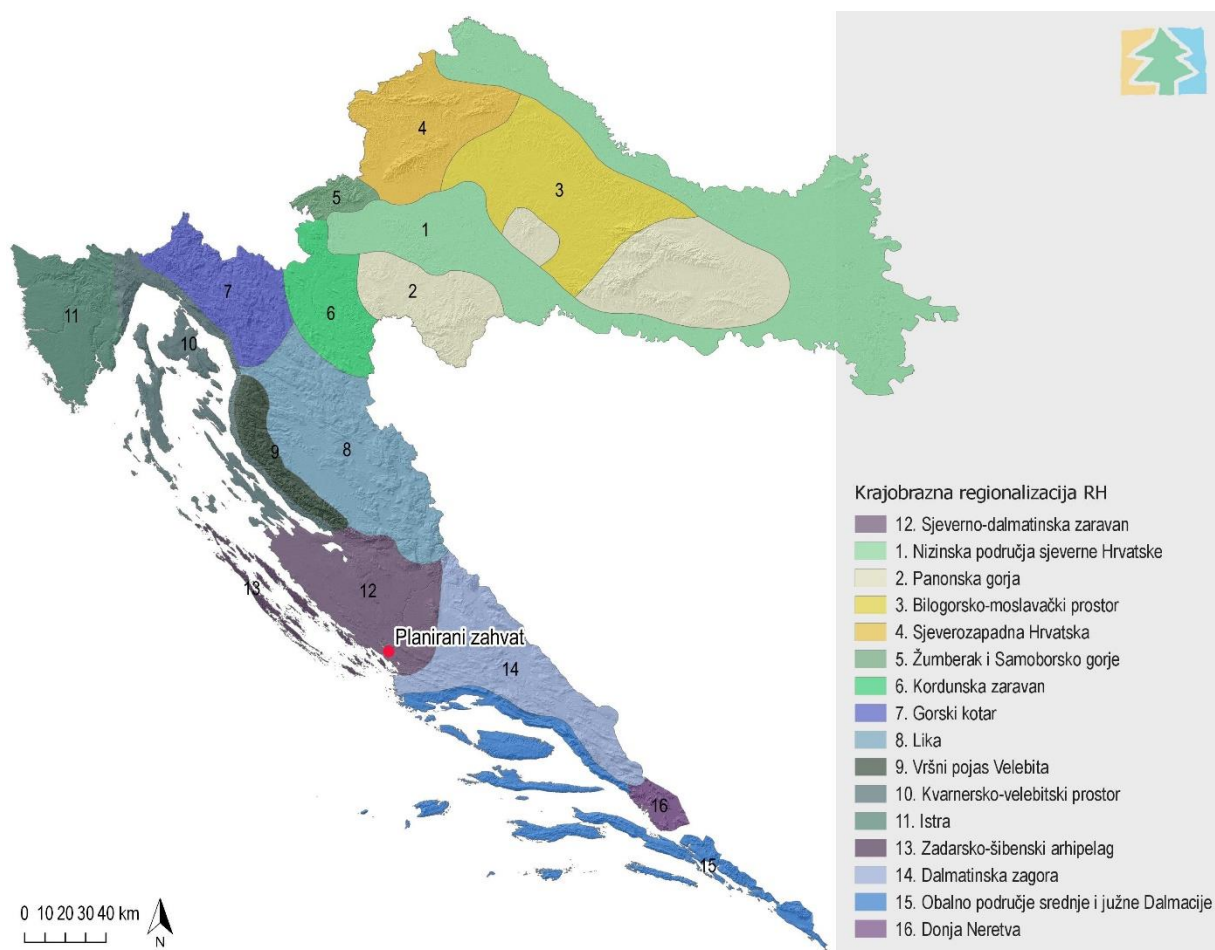 4
3
5
1
7
2
6
11
10
9
8
12
13
Planirani zahvat
14
16
15
0 10 20 30 40 km
N
Krajobrazna regionalizacija RH
12. Sjeverno-dalmatinska zaravan
1. Nizinska područja sjeverne Hrvatske
2. Panonska gorja
3. Bilogorsko-moslavački prostor
4. Sjeverozapadna Hrvatska
5. Žumberak i Samoborsko gorje
6. Kordunska zaravan
7. Gorski kotar
8. Lika
9. Vršni pojas Velebita
10. Kvarnersko-velebitski prostor
11. Istra
13. Zadarsko-šibenski arhipelag
14. Dalmatinska zagora
15. Obalno područje srednje i južne Dalmacije
16. Donja Neretva